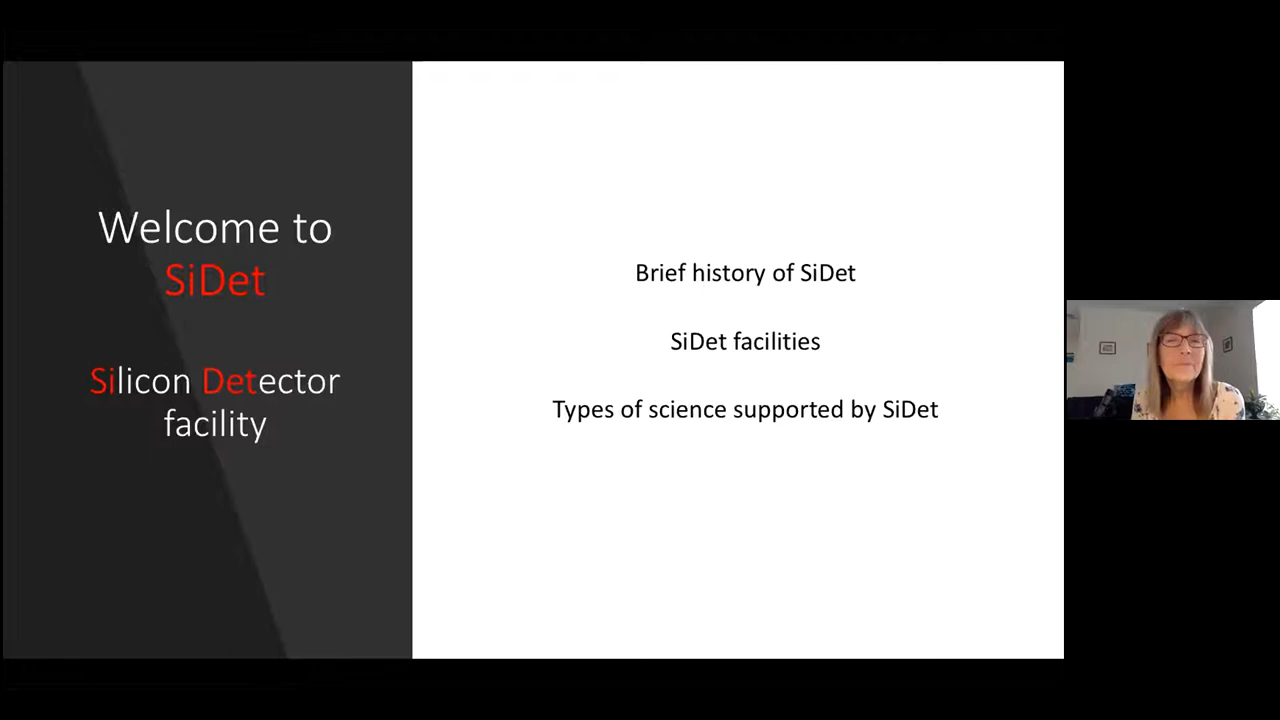 Welcome to
SiDet
Silicon Detector
facility
Brief history of SiDet
SiDet facilities
Types of science supported by SiDet